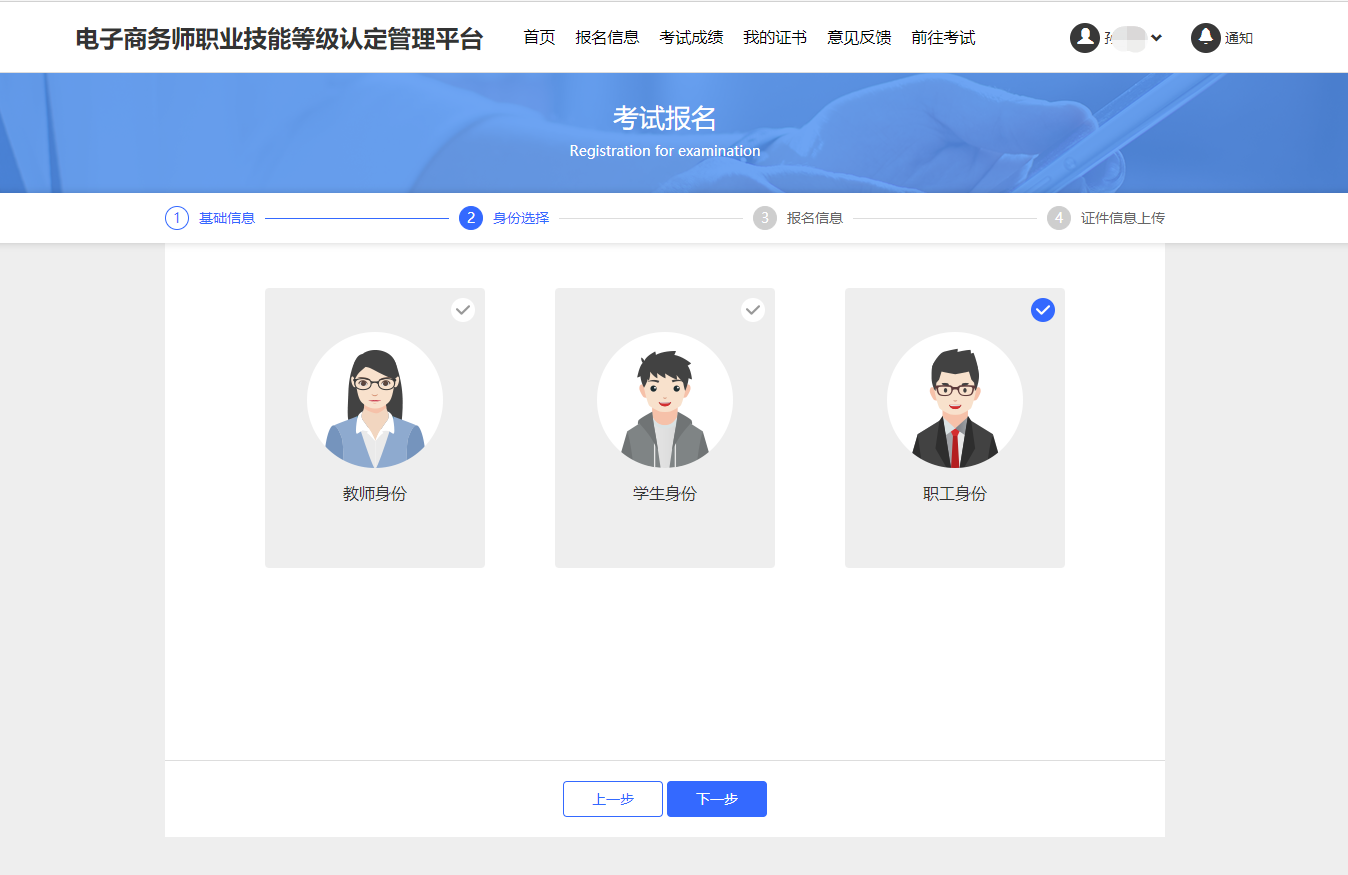 电子商务师职业技能等级认定管理平台 首页 报名信息 考试成绩 我的证书 意见反馈 前往考试 孙 通知
考试报名
Registration for examination
1 基础信息 2 身份选择 3 报名信息 4 证件信息上传
教师身份 学生身份 职工身份
上一步 下一步